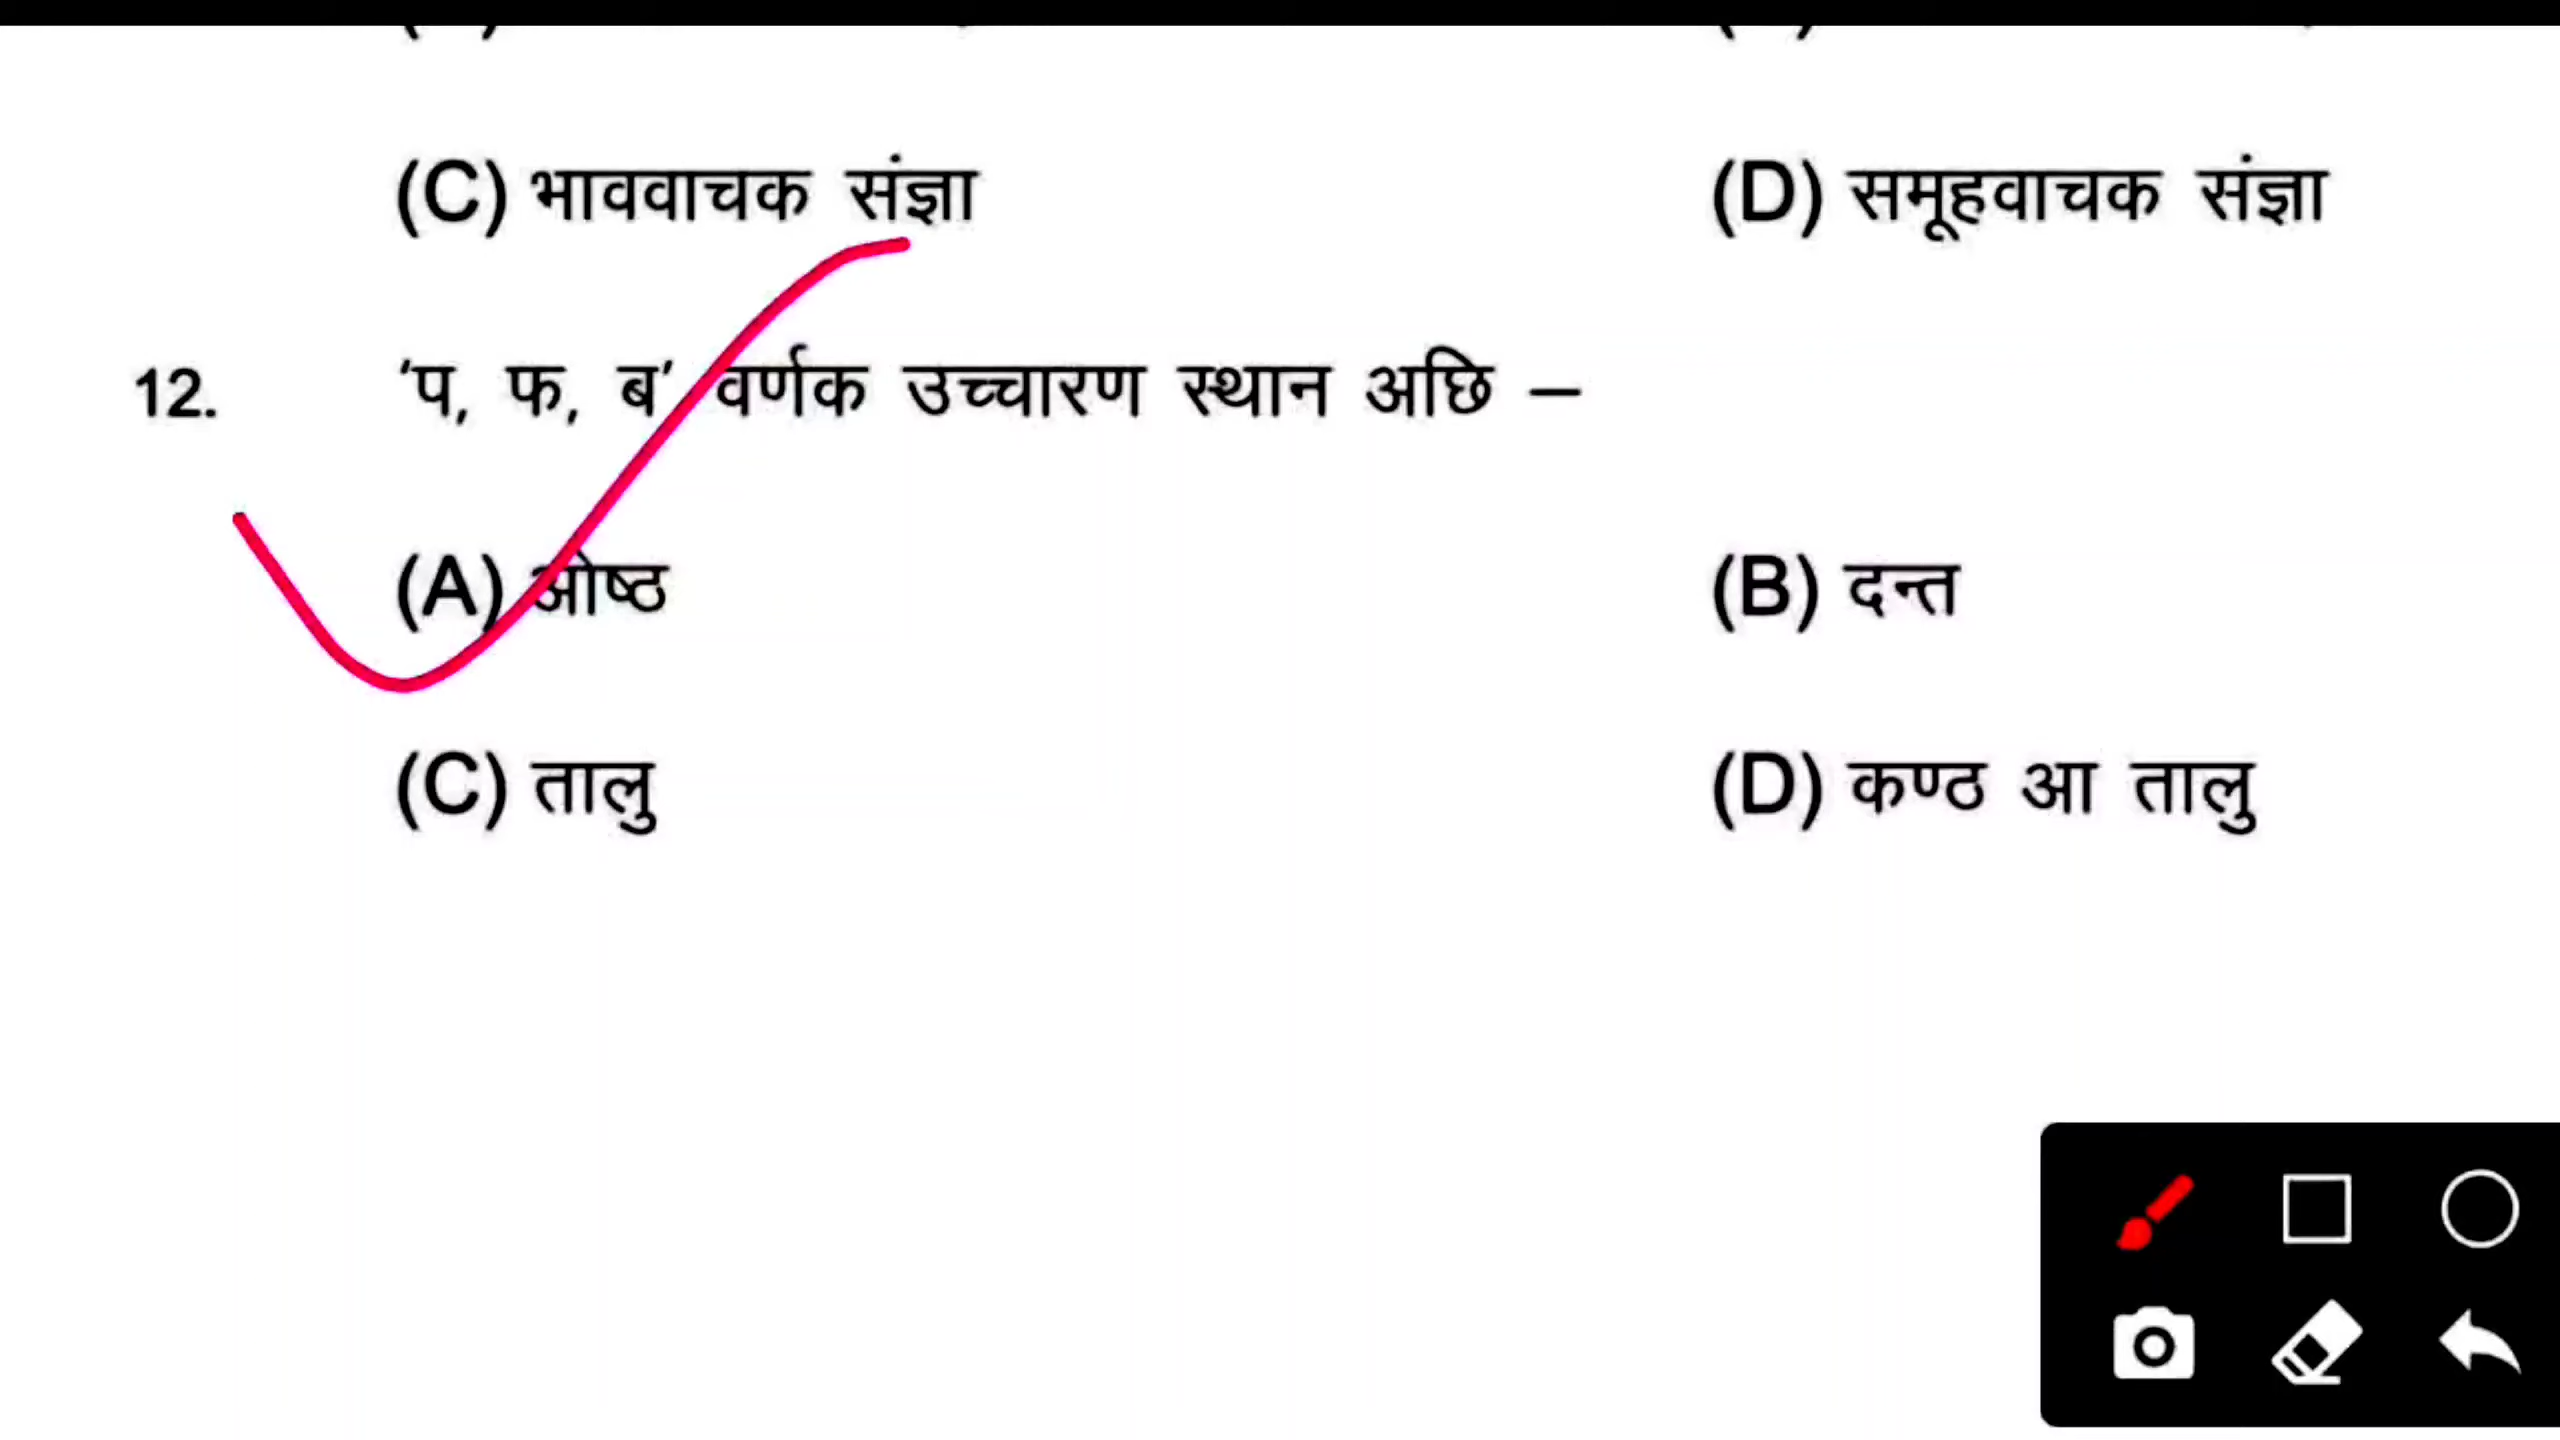 (C) भाववाचक संज्ञा (D) समूहवाचक संज्ञा
12. ‘प, फ, ब’ वर्णक उच्चारण स्थान अछि –
(A) ओष्ठ (B) दन्त
(C) तालु (D) कण्ठ आ तालु